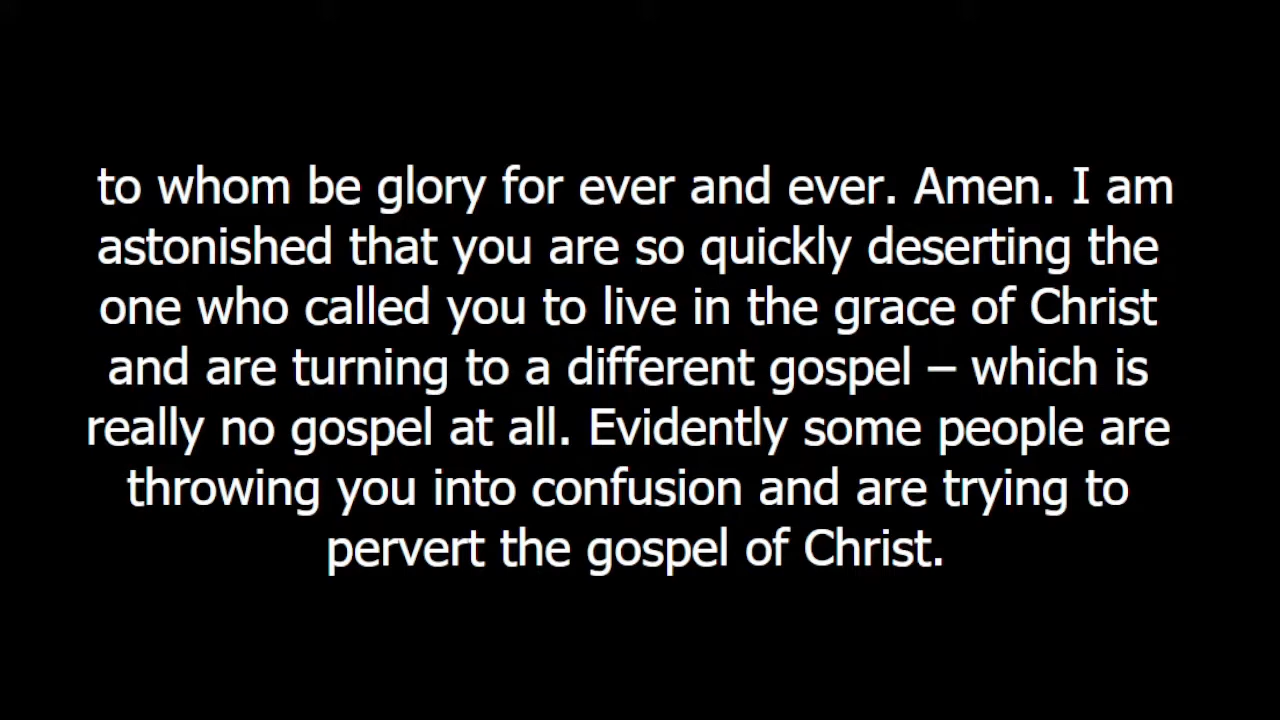 to whom be glory for ever and ever. Amen. I am
astonished that you are so quickly deserting the
one who called you to live in the grace of Christ
and are turning to a different gospel – which is
really no gospel at all. Evidently some people are
throwing you into confusion and are trying to
pervert the gospel of Christ.